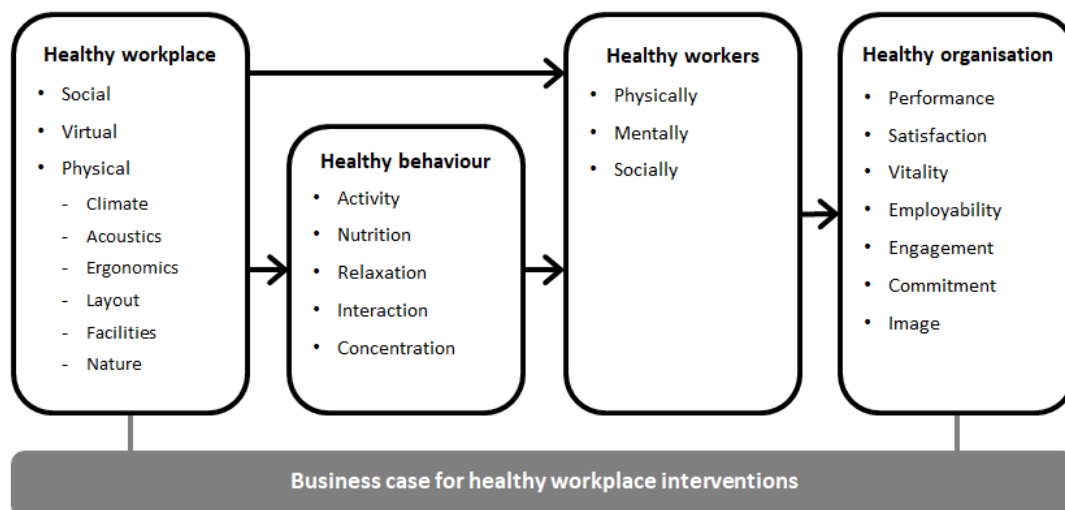 Healthy workplace
• Social
• Virtual
• Physical
- Climate
- Acoustics
- Ergonomics
- Layout
- Facilities
- Nature
Healthy behaviour
• Activity
• Nutrition
• Relaxation
• Interaction
• Concentration
Healthy workers
• Physically
• Mentally
• Socially
Healthy organisation
• Performance
• Satisfaction
• Vitality
• Employability
• Engagement
• Commitment
• Image
Business case for healthy workplace interventions